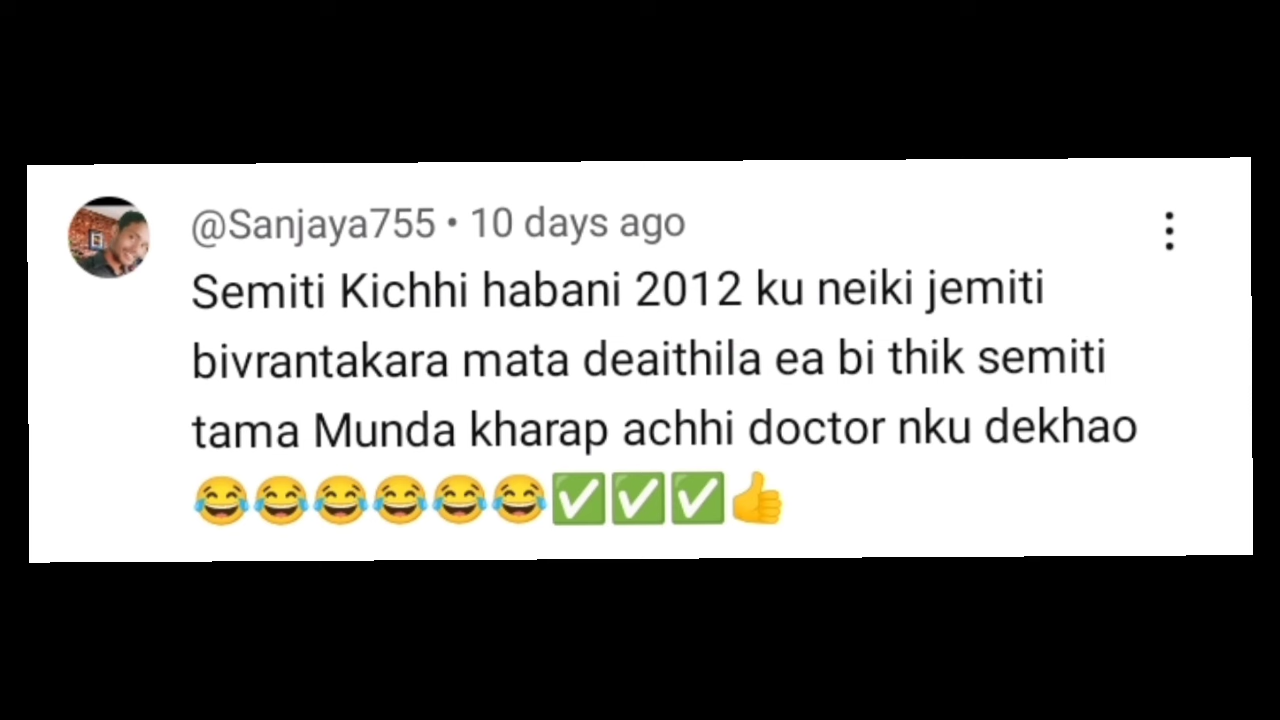 @Sanjaya755 • 10 days ago
Semiti Kichhi habani 2012 ku neiki jemiti
bivrantakara mata deaithila ea bi thik semiti
tama Munda kharap achhi doctor nku dekhao
😂😂😂😂😂😂✅✅✅👍